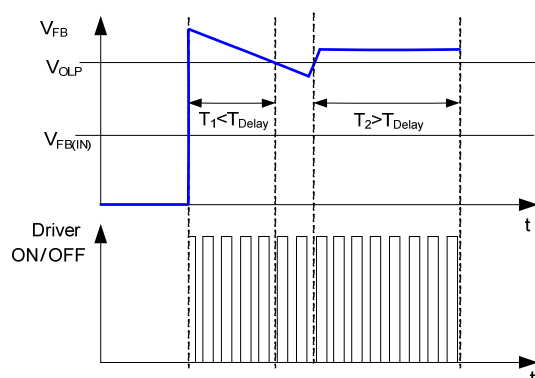 VFB
VOLP
T1<TDelay
T2>TDelay
VFB(IN)
t
Driver
ON/OFF
t